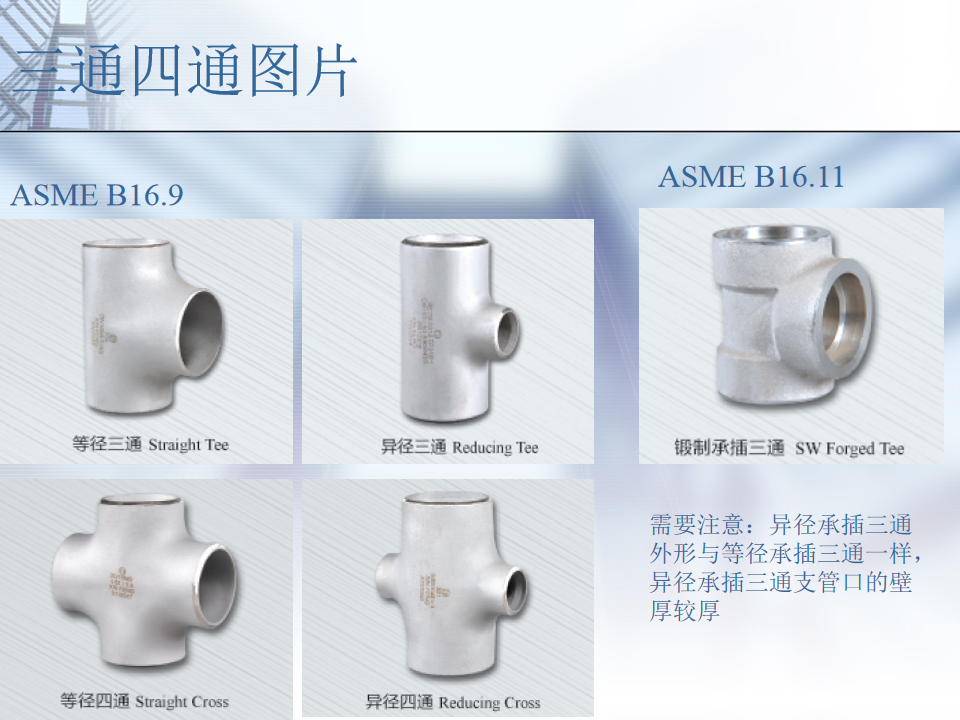 三通四通图片
ASME B16.9
ASME B16.11
等径三通 Straight Tee
异径三通 Reducing Tee
锻制承插三通 SW Forged Tee
等径四通 Straight Cross
异径四通 Reducing Cross
需要注意：异径承插三通
外形与等径承插三通一样，
异径承插三通支管口的壁
厚较厚